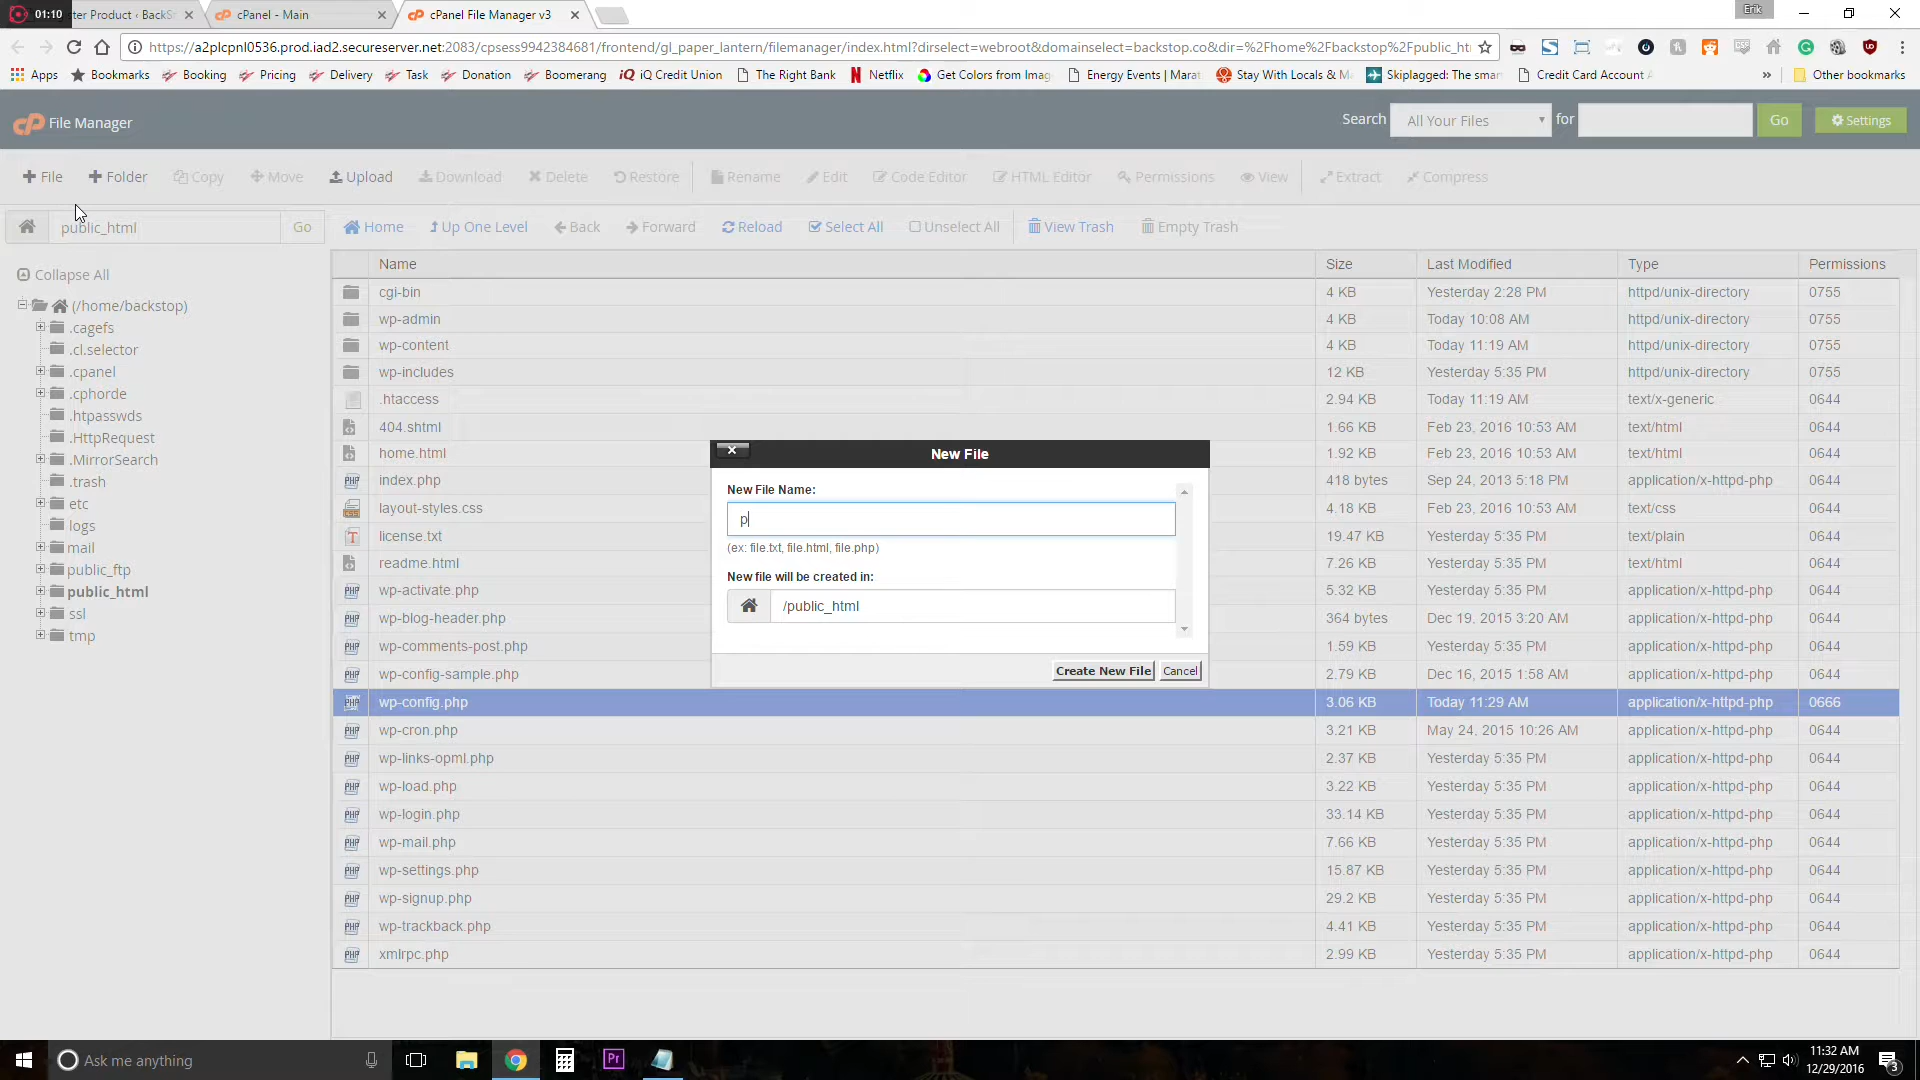 01:10
ter Product ‹ BackSt
cPanel - Main
cPanel File Manager v3
Erik
https://a2plcpnl0536.prod.iad2.secureserver.net:2083/cpsess9942384681/frontend/gl_paper_lantern/filemanager/index.html?dirselect=webroot&domainselect=backstop.co&dir=%2Fhome%2Fbackstop%2Fpublic_ht
Apps Bookmarks Booking Pricing Delivery Task Donation Boomerang iQ Credit Union The Right Bank Netflix Get Colors from Imag Energy Events | Marat Stay With Locals & M Skiplagged: The smar Credit Card Account » Other bookmarks
cP File Manager
Search All Your Files for Go Settings
File Folder Copy Move Upload Download Delete Restore Rename Edit Code Editor HTML Editor Permissions View Extract Compress
public_html Go Home Up One Level Back Forward Reload Select All Unselect All View Trash Empty Trash
Collapse All
(/home/backstop)
.cagefs
.cl.selector
.cpanel
.cphorde
.htpasswds
.HttpRequest
.MirrorSearch
.trash
etc
logs
mail
public_ftp
public_html
ssl
tmp
Name Size Last Modified Type Permissions
cgi-bin 4 KB Yesterday 2:28 PM httpd/unix-directory 0755
wp-admin 4 KB Today 10:08 AM httpd/unix-directory 0755
wp-content 4 KB Today 11:19 AM httpd/unix-directory 0755
wp-includes 12 KB Yesterday 5:35 PM httpd/unix-directory 0755
.htaccess 2.94 KB Today 11:19 AM text/x-generic 0644
404.shtml 1.66 KB Feb 23, 2016 10:53 AM text/html 0644
home.html 1.92 KB Feb 23, 2016 10:53 AM text/html 0644
index.php 418 bytes Sep 24, 2013 5:18 PM application/x-httpd-php 0644
layout-styles.css 4.18 KB Feb 23, 2016 10:53 AM text/css 0644
license.txt 19.47 KB Yesterday 5:35 PM text/plain 0644
readme.html 7.26 KB Yesterday 5:35 PM text/html 0644
wp-activate.php 5.32 KB Yesterday 5:35 PM application/x-httpd-php 0644
wp-blog-header.php 364 bytes Dec 19, 2015 3:20 AM application/x-httpd-php 0644
wp-comments-post.php 1.59 KB Yesterday 5:35 PM application/x-httpd-php 0644
wp-config-sample.php 2.79 KB Dec 16, 2015 1:58 AM application/x-httpd-php 0644
wp-config.php 3.06 KB Today 11:29 AM application/x-httpd-php 0666
wp-cron.php 3.21 KB May 24, 2015 10:26 AM application/x-httpd-php 0644
wp-links-opml.php 2.37 KB Yesterday 5:35 PM application/x-httpd-php 0644
wp-load.php 3.22 KB Yesterday 5:35 PM application/x-httpd-php 0644
wp-login.php 33.14 KB Yesterday 5:35 PM application/x-httpd-php 0644
wp-mail.php 7.66 KB Yesterday 5:35 PM application/x-httpd-php 0644
wp-settings.php 15.87 KB Yesterday 5:35 PM application/x-httpd-php 0644
wp-signup.php 29.2 KB Yesterday 5:35 PM application/x-httpd-php 0644
wp-trackback.php 4.41 KB Yesterday 5:35 PM application/x-httpd-php 0644
xmlrpc.php 2.99 KB Yesterday 5:35 PM application/x-httpd-php 0644
New File
New File Name:
p
(ex: file.txt, file.html, file.php)
New file will be created in:
/public_html
Create New File Cancel
Ask me anything
Pr
11:32 AM
12/29/2016
3